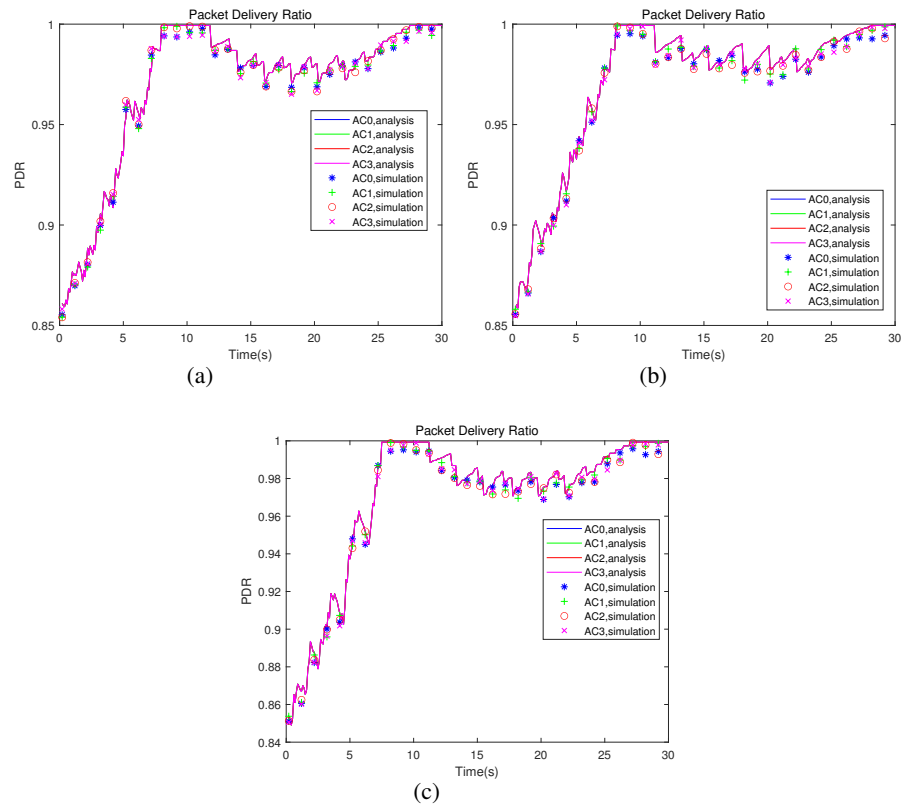 Packet Delivery Ratio
1
0.95
0.9
0.85
PDR
0 5 10 15 20 25 30
Time(s)
AC0,analysis
AC1,analysis
AC2,analysis
AC3,analysis
AC0,simulation
AC1,simulation
AC2,simulation
AC3,simulation
(a)
Packet Delivery Ratio
1
0.95
0.9
0.85
PDR
0 5 10 15 20 25 30
Time(s)
AC0,analysis
AC1,analysis
AC2,analysis
AC3,analysis
AC0,simulation
AC1,simulation
AC2,simulation
AC3,simulation
(b)
Packet Delivery Ratio
1
0.98
0.96
0.94
0.92
0.9
0.88
0.86
0.84
PDR
0 5 10 15 20 25 30
Time(s)
AC0,analysis
AC1,analysis
AC2,analysis
AC3,analysis
AC0,simulation
AC1,simulation
AC2,simulation
AC3,simulation
(c)